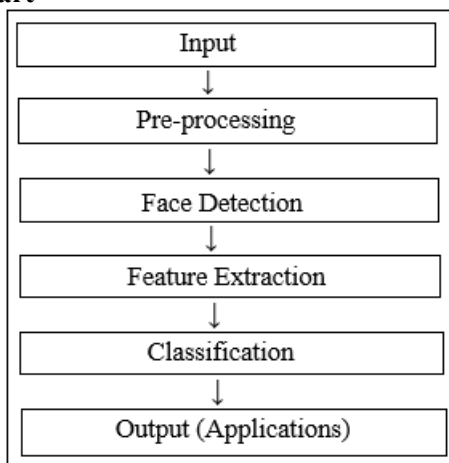 Input
↓
Pre-processing
↓
Face Detection
↓
Feature Extraction
↓
Classification
↓
Output (Applications)